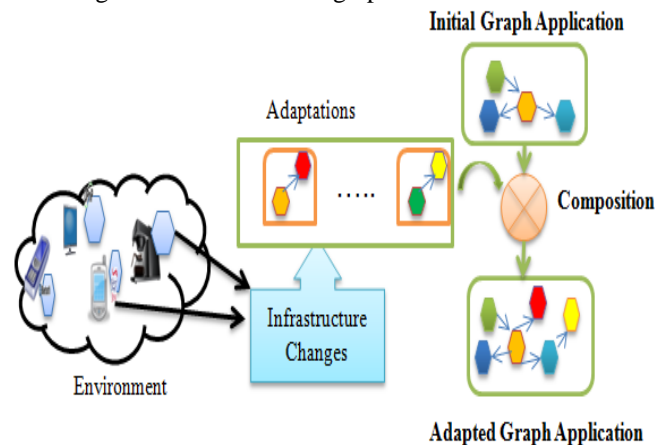 Initial Graph Application
Adaptations
.....
Composition
Infrastructure
Changes
Environment
Adapted Graph Application